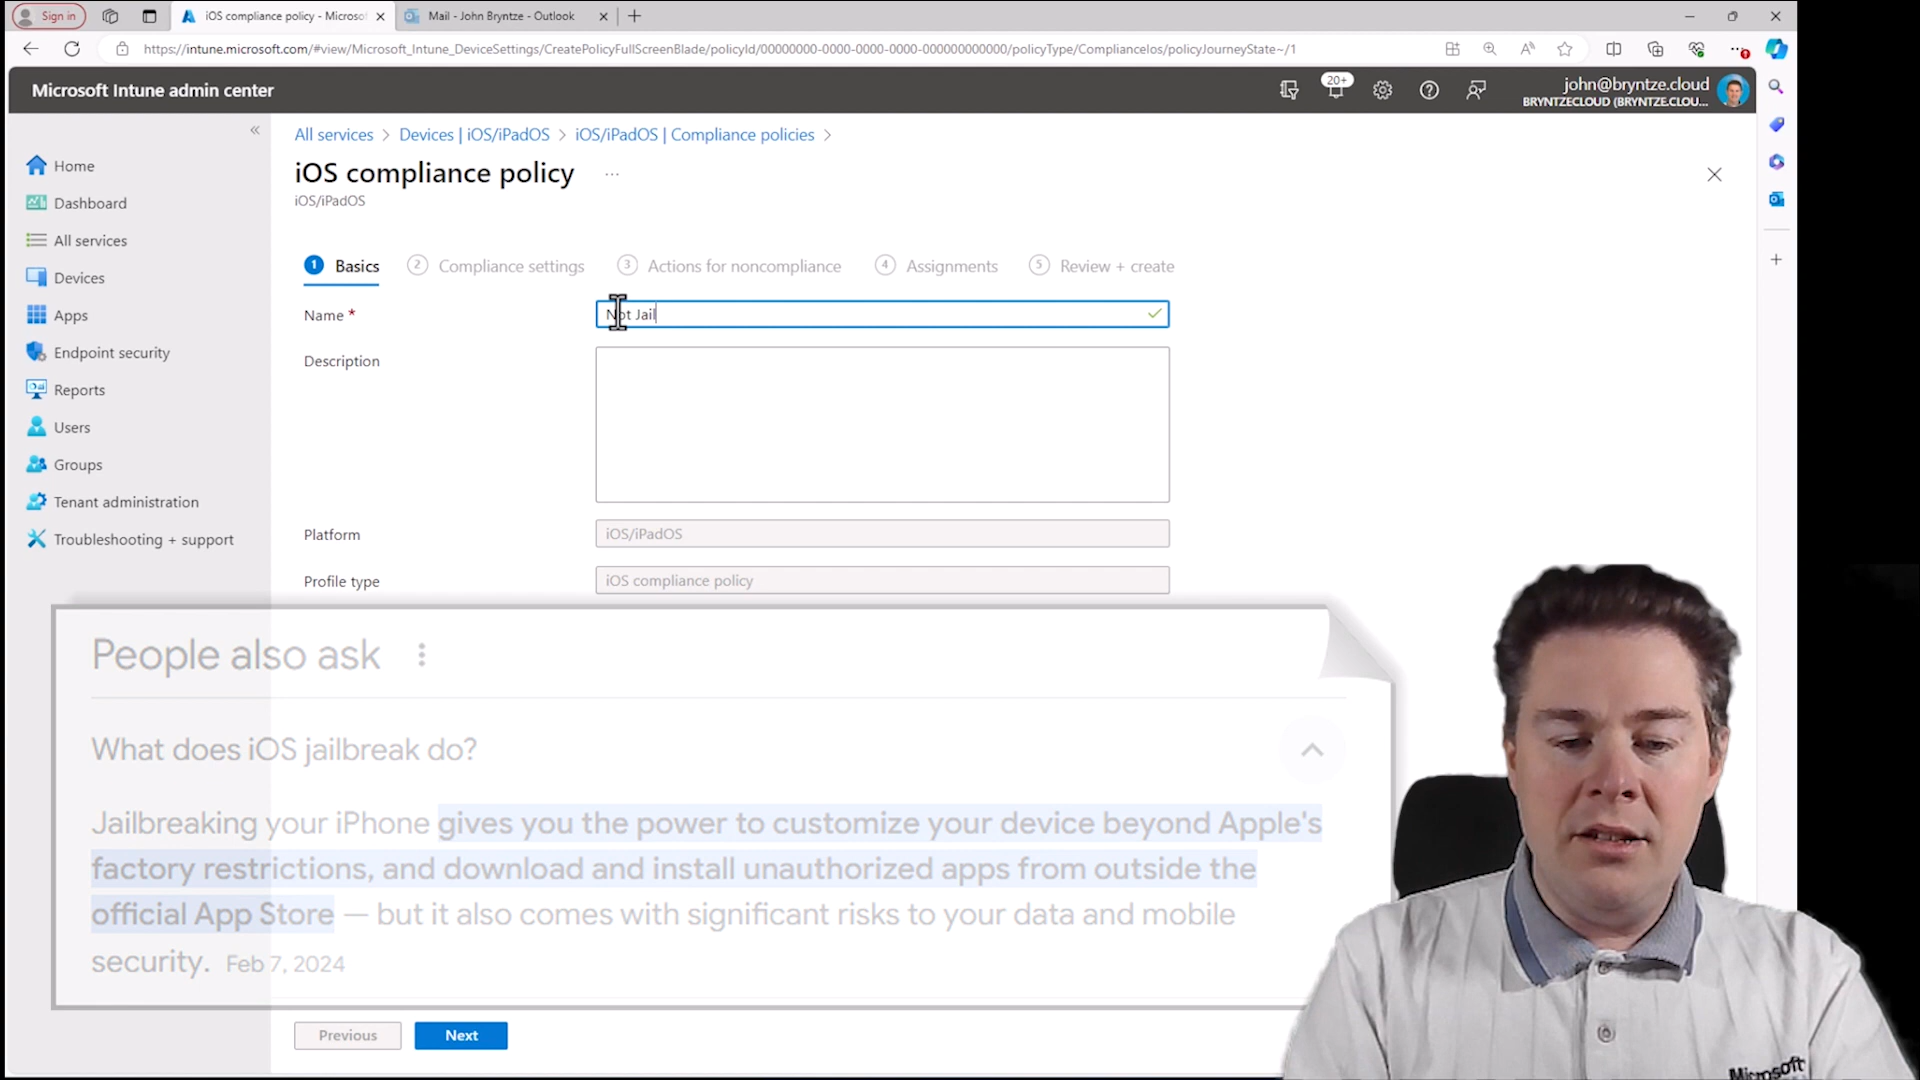 Sign in
iOS compliance policy - Microsof
Mail - John Bryntze - Outlook
https://intune.microsoft.com/#view/Microsoft_Intune_DeviceSettings/CreatePolicyFullScreenBlade/policyId/00000000-0000-0000-0000-000000000000/policyType/ComplianceIos/policyJourneyState~/1
Microsoft Intune admin center
20+
john@bryntze.cloud
BRYNTZECLOUD (BRYNTZE.CLOU...
Home
Dashboard
All services
Devices
Apps
Endpoint security
Reports
Users
Groups
Tenant administration
Troubleshooting + support
All services > Devices | iOS/iPadOS > iOS/iPadOS | Compliance policies >
iOS compliance policy ...
iOS/iPadOS
1 Basics 2 Compliance settings 3 Actions for noncompliance 4 Assignments 5 Review + create
Name * Not Jail
Description
Platform iOS/iPadOS
Profile type iOS compliance policy
People also ask
What does iOS jailbreak do?
Jailbreaking your iPhone gives you the power to customize your device beyond Apple's
factory restrictions, and download and install unauthorized apps from outside the
official App Store — but it also comes with significant risks to your data and mobile
security. Feb 7, 2024
Previous Next
Microsoft